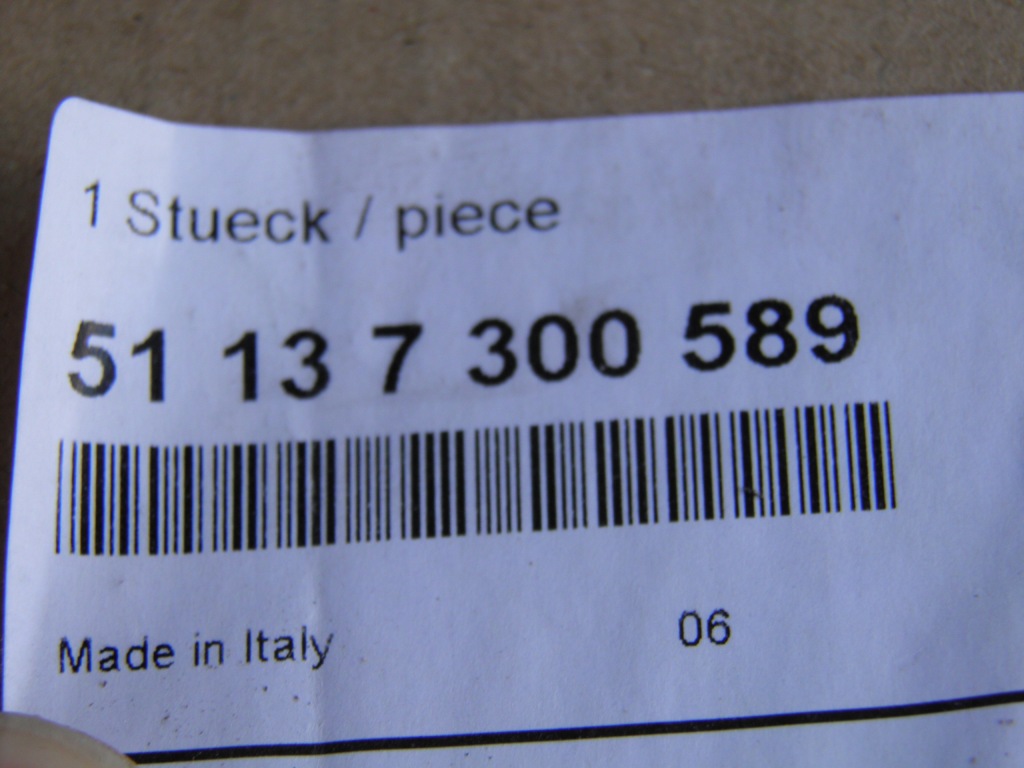 1 Stueck / piece
51 13 7 300 589
Made in Italy 06